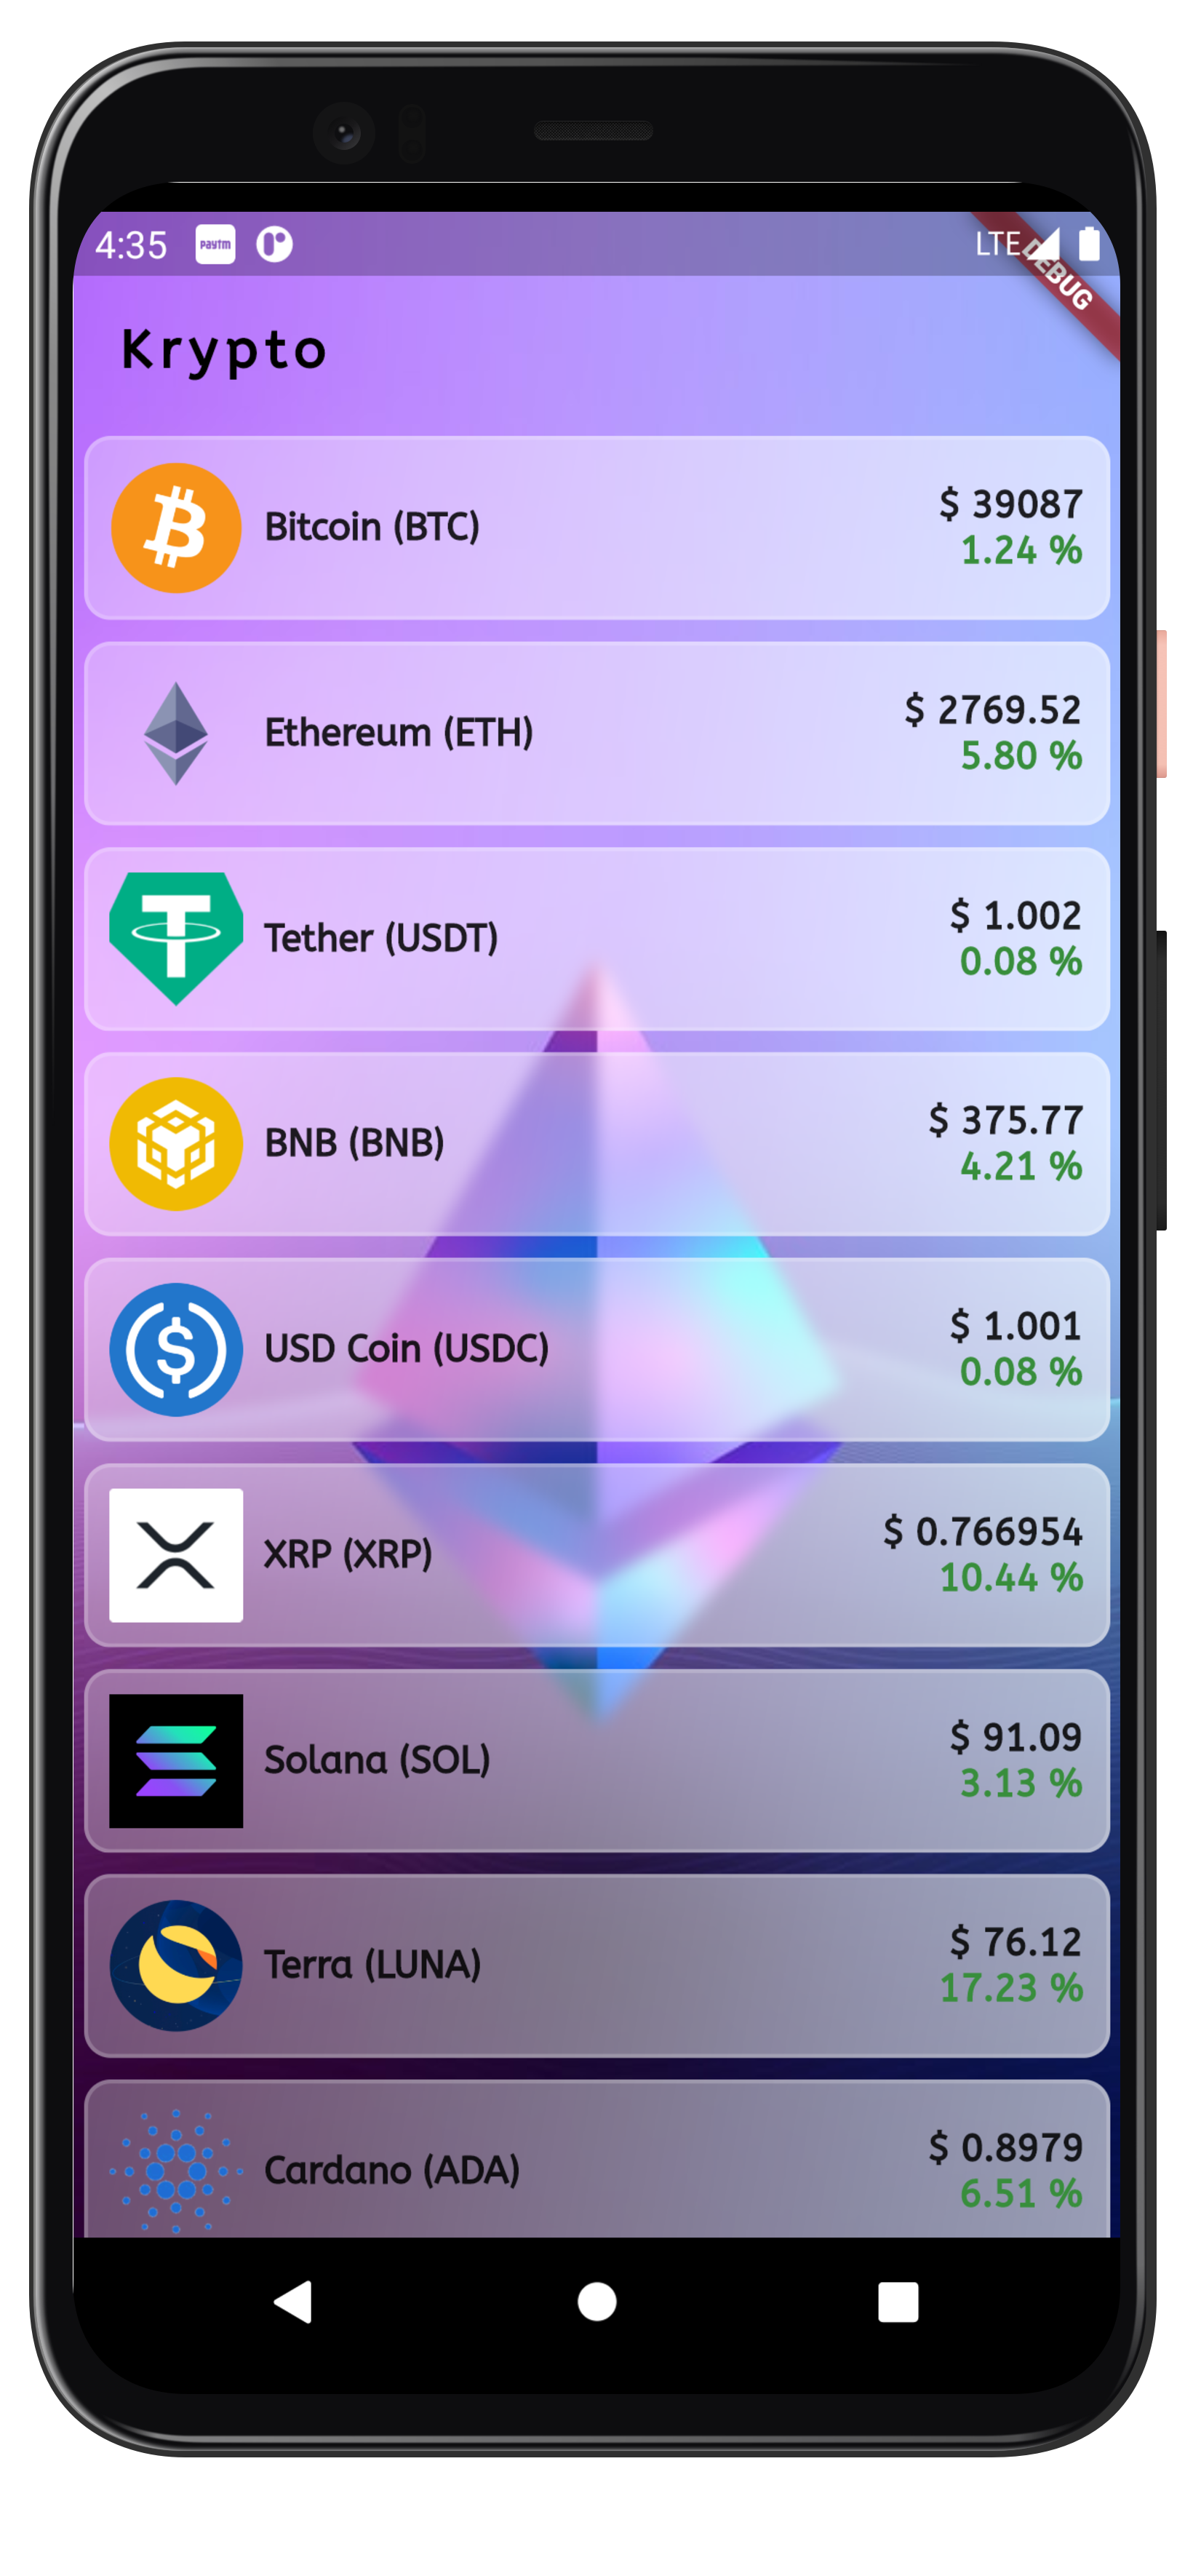 4:35 paytm LTE
DEBUG
Krypto
Bitcoin (BTC)
$ 39087
1.24 %
Ethereum (ETH)
$ 2769.52
5.80 %
Tether (USDT)
$ 1.002
0.08 %
BNB (BNB)
$ 375.77
4.21 %
USD Coin (USDC)
$ 1.001
0.08 %
XRP (XRP)
$ 0.766954
10.44 %
Solana (SOL)
$ 91.09
3.13 %
Terra (LUNA)
$ 76.12
17.23 %
Cardano (ADA)
$ 0.8979
6.51 %